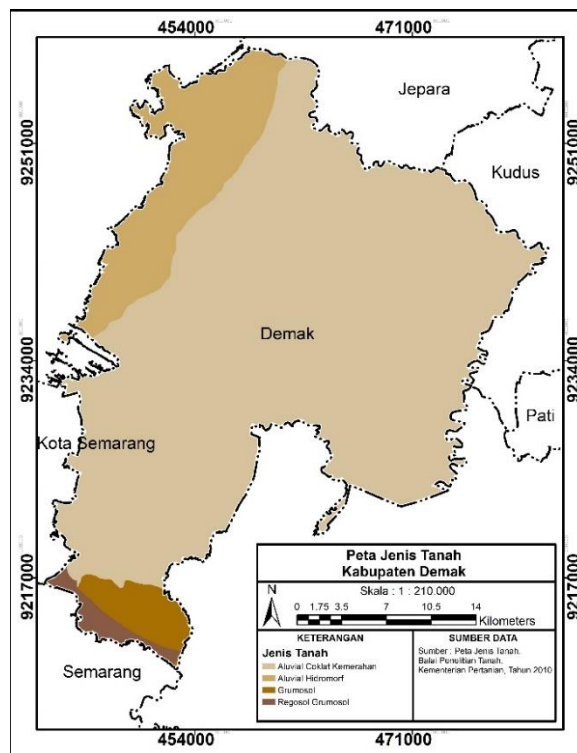 454000
471000
Jepara
9251000
9251000
Kudus
Demak
9234000
9234000
Pati
Kota Semarang
9217000
9217000
Semarang
Peta Jenis Tanah
Kabupaten Demak
N
Skala : 1 : 210.000
0 1.75 3.5 7 10.5 14
Kilometers
KETERANGAN
Jenis Tanah
Aluvial Coklat Kemerahan
Aluvial Hidromorf
Grumosol
Regosol Grumosol
SUMBER DATA
Sumber : Peta Jenis Tanah.
Balai Penolitian Tanah.
Kementerian Pertanian, Tahun 2010
454000
471000